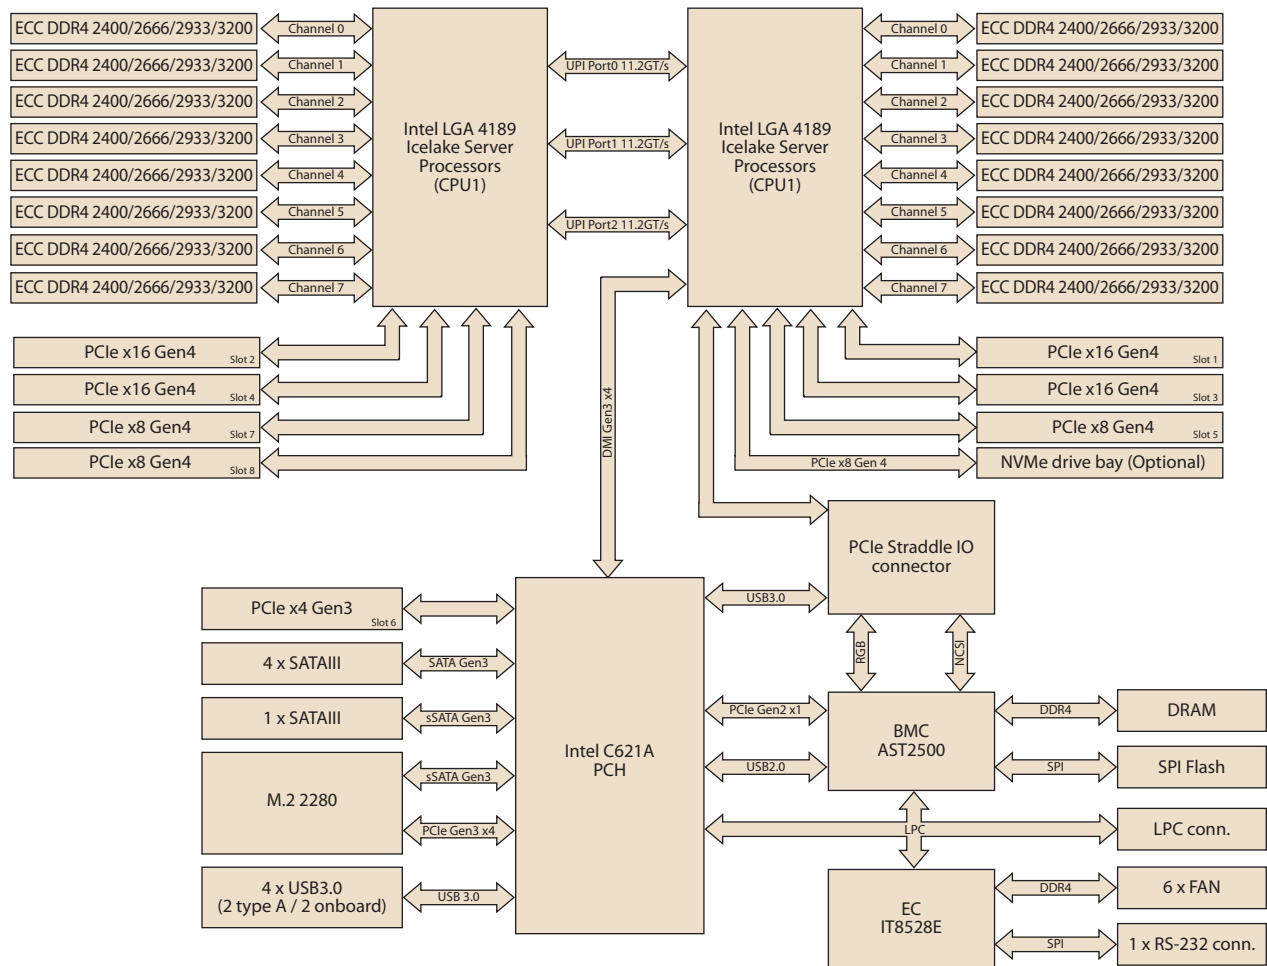 ECC DDR4 2400/2666/2933/3200
Channel 0
ECC DDR4 2400/2666/2933/3200
Channel 1
ECC DDR4 2400/2666/2933/3200
Channel 2
ECC DDR4 2400/2666/2933/3200
Channel 3
ECC DDR4 2400/2666/2933/3200
Channel 4
ECC DDR4 2400/2666/2933/3200
Channel 5
ECC DDR4 2400/2666/2933/3200
Channel 6
ECC DDR4 2400/2666/2933/3200
Channel 7
Intel LGA 4189
Icelake Server
Processors
(CPU1)
UPI Port0 11.2GT/s
UPI Port1 11.2GT/s
UPI Port2 11.2GT/s
Intel LGA 4189
Icelake Server
Processors
(CPU1)
Channel 0
ECC DDR4 2400/2666/2933/3200
Channel 1
ECC DDR4 2400/2666/2933/3200
Channel 2
ECC DDR4 2400/2666/2933/3200
Channel 3
ECC DDR4 2400/2666/2933/3200
Channel 4
ECC DDR4 2400/2666/2933/3200
Channel 5
ECC DDR4 2400/2666/2933/3200
Channel 6
ECC DDR4 2400/2666/2933/3200
Channel 7
ECC DDR4 2400/2666/2933/3200
PCIe x16 Gen4
Slot 2
PCIe x16 Gen4
Slot 4
PCIe x8 Gen4
Slot 7
PCIe x8 Gen4
Slot 8
DMI Gen3 x4
PCIe x16 Gen4
Slot 1
PCIe x16 Gen4
Slot 3
PCIe x8 Gen4
Slot 5
PCIe x8 Gen 4
NVMe drive bay (Optional)
PCIe Straddle IO
connector
PCIe x4 Gen3
Slot 6
4 x SATAIII
SATA Gen3
1 x SATAIII
sSATA Gen3
M.2 2280
sSATA Gen3
PCIe Gen3 x4
4 x USB3.0
(2 type A / 2 onboard)
USB 3.0
Intel C621A
PCH
USB3.0
RGB
NCSI
PCIe Gen2 x1
USB2.0
BMC
AST2500
DDR4
DRAM
SPI
SPI Flash
LPC
LPC conn.
EC
IT8528E
DDR4
6 x FAN
SPI
1 x RS-232 conn.